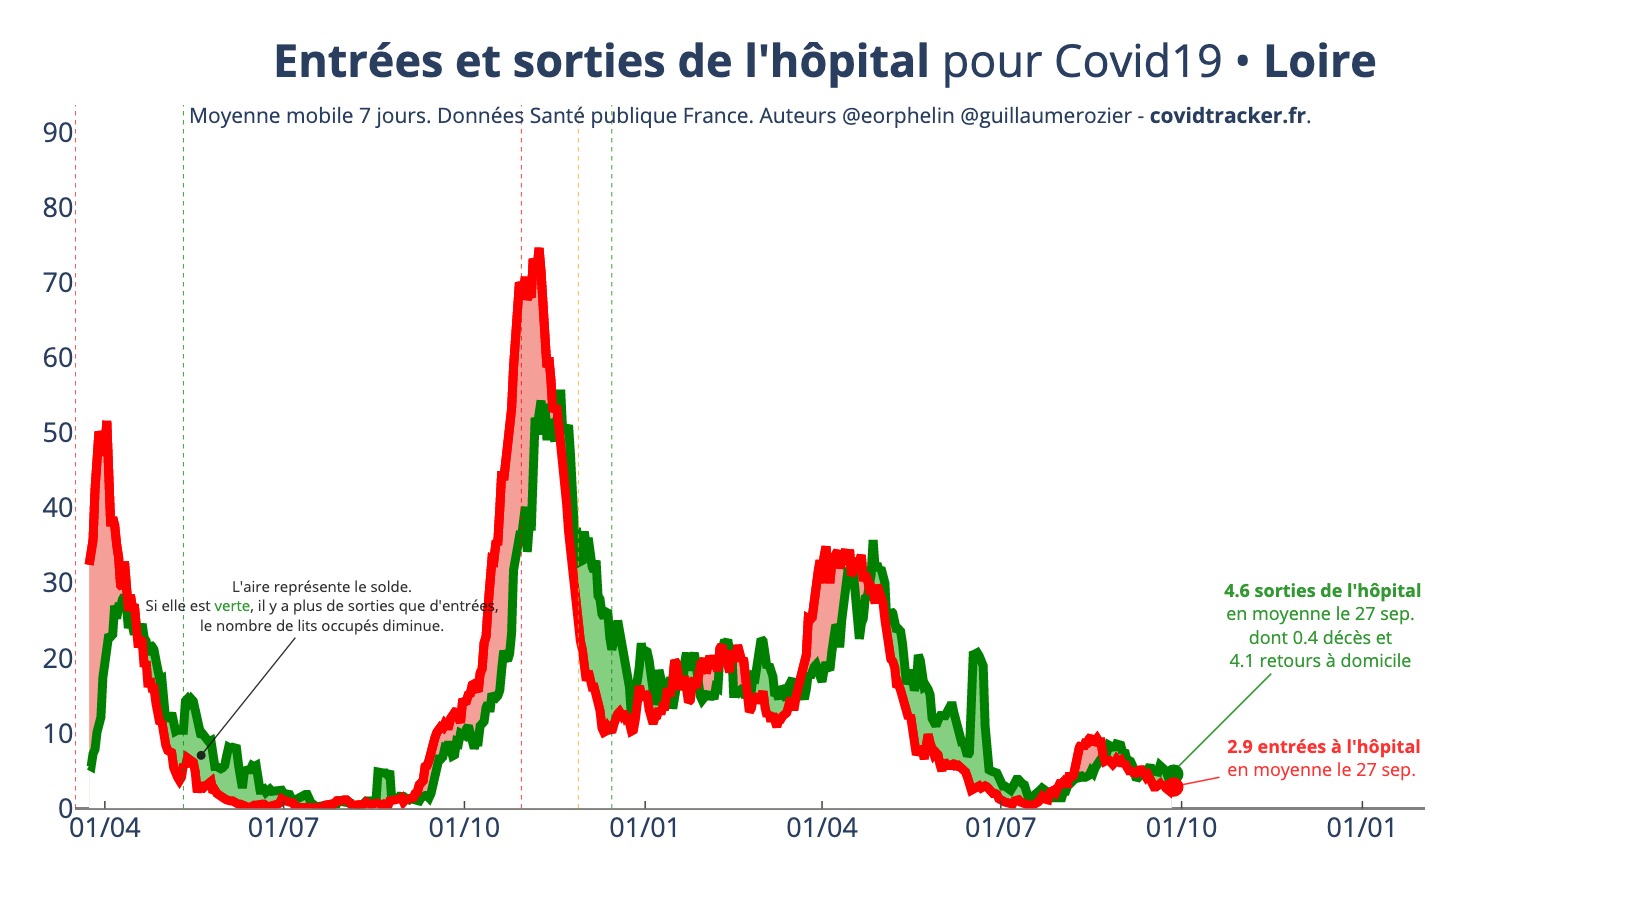 Entrées et sorties de l'hôpital pour Covid19 • Loire
Moyenne mobile 7 jours. Données Santé publique France. Auteurs @eorphelin @guillaumerozier - covidtracker.fr.
90
80
70
60
50
40
30
20
10
0
L'aire représente le solde.
Si elle est verte, il y a plus de sorties que d'entrées,
le nombre de lits occupés diminue.
4.6 sorties de l'hôpital
en moyenne le 27 sep.
dont 0.4 décès et
4.1 retours à domicile
2.9 entrées à l'hôpital
en moyenne le 27 sep.
01/04 01/07 01/10 01/01 01/04 01/07 01/10 01/01